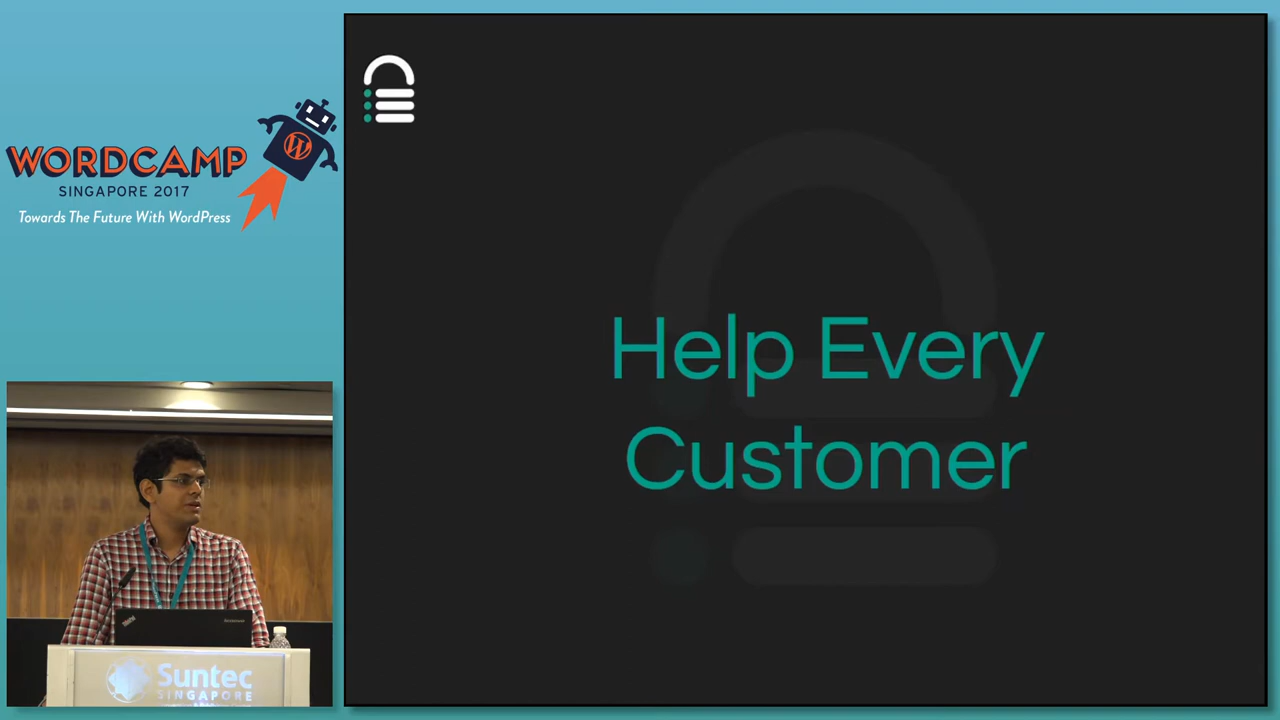 WORDCAMP
SINGAPORE 2017
Towards The Future With WordPress
Help Every
Customer
Suntec
SINGAPORE